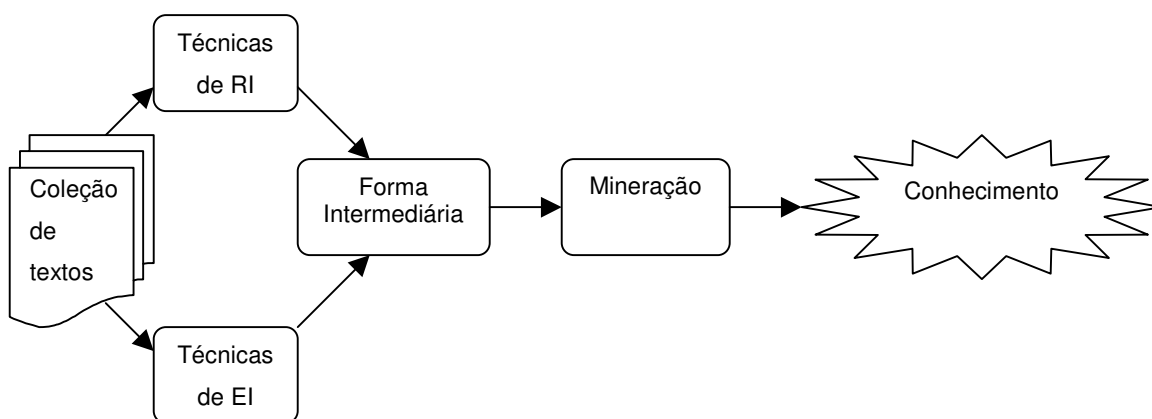 Técnicas
de RI
Coleção
de
textos
Forma
Intermediária
Mineração
Conhecimento
Técnicas
de EI